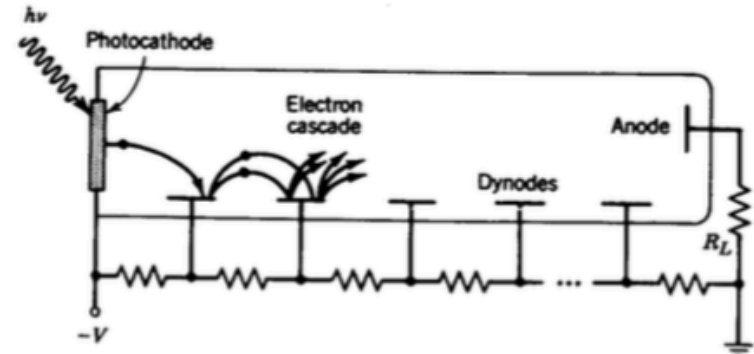 hν
Photocathode
Electron
cascade
Anode
Dynodes
R_L
...
−V